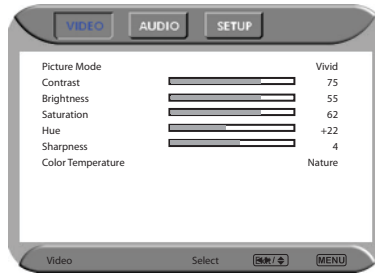 VIDEO AUDIO SETUP
Picture Mode Vivid
Contrast 75
Brightness 55
Saturation 62
Hue +22
Sharpness 4
Color Temperature Nature
Video Select MENU